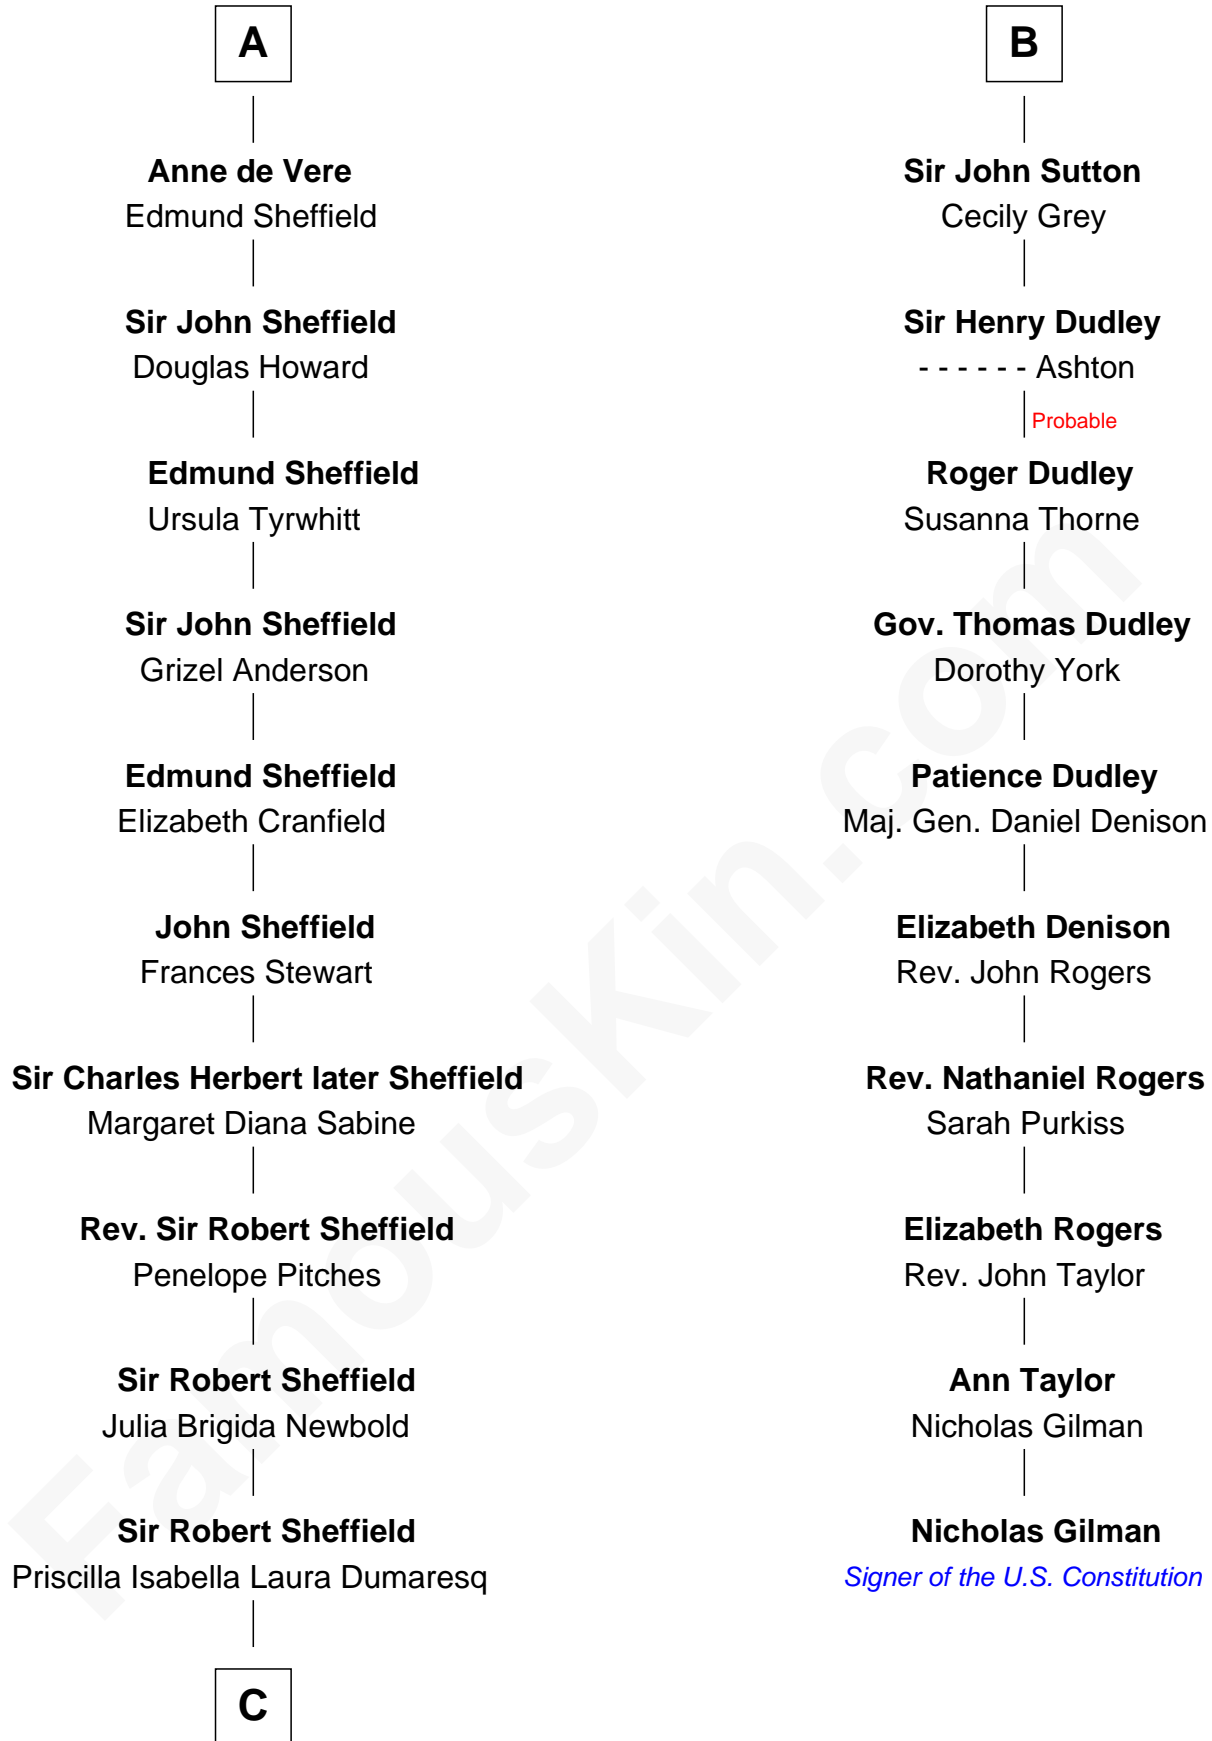 A
Anne de Vere
Edmund Sheffield
Sir John Sheffield
Douglas Howard
Edmund Sheffield
Ursula Tyrwhitt
Sir John Sheffield
Grizel Anderson
Edmund Sheffield
Elizabeth Cranfield
John Sheffield
Frances Stewart
Sir Charles Herbert later Sheffield
Margaret Diana Sabine
Rev. Sir Robert Sheffield
Penelope Pitches
Sir Robert Sheffield
Julia Brigida Newbold
Sir Robert Sheffield
Priscilla Isabella Laura Dumaresq
C
B
Sir John Sutton
Cecily Grey
Sir Henry Dudley
- - - - - - Ashton
Probable
Roger Dudley
Susanna Thorne
Gov. Thomas Dudley
Dorothy York
Patience Dudley
Maj. Gen. Daniel Denison
Elizabeth Denison
Rev. John Rogers
Rev. Nathaniel Rogers
Sarah Purkiss
Elizabeth Rogers
Rev. John Taylor
Ann Taylor
Nicholas Gilman
Nicholas Gilman
Signer of the U.S. Constitution
FamousKin.com